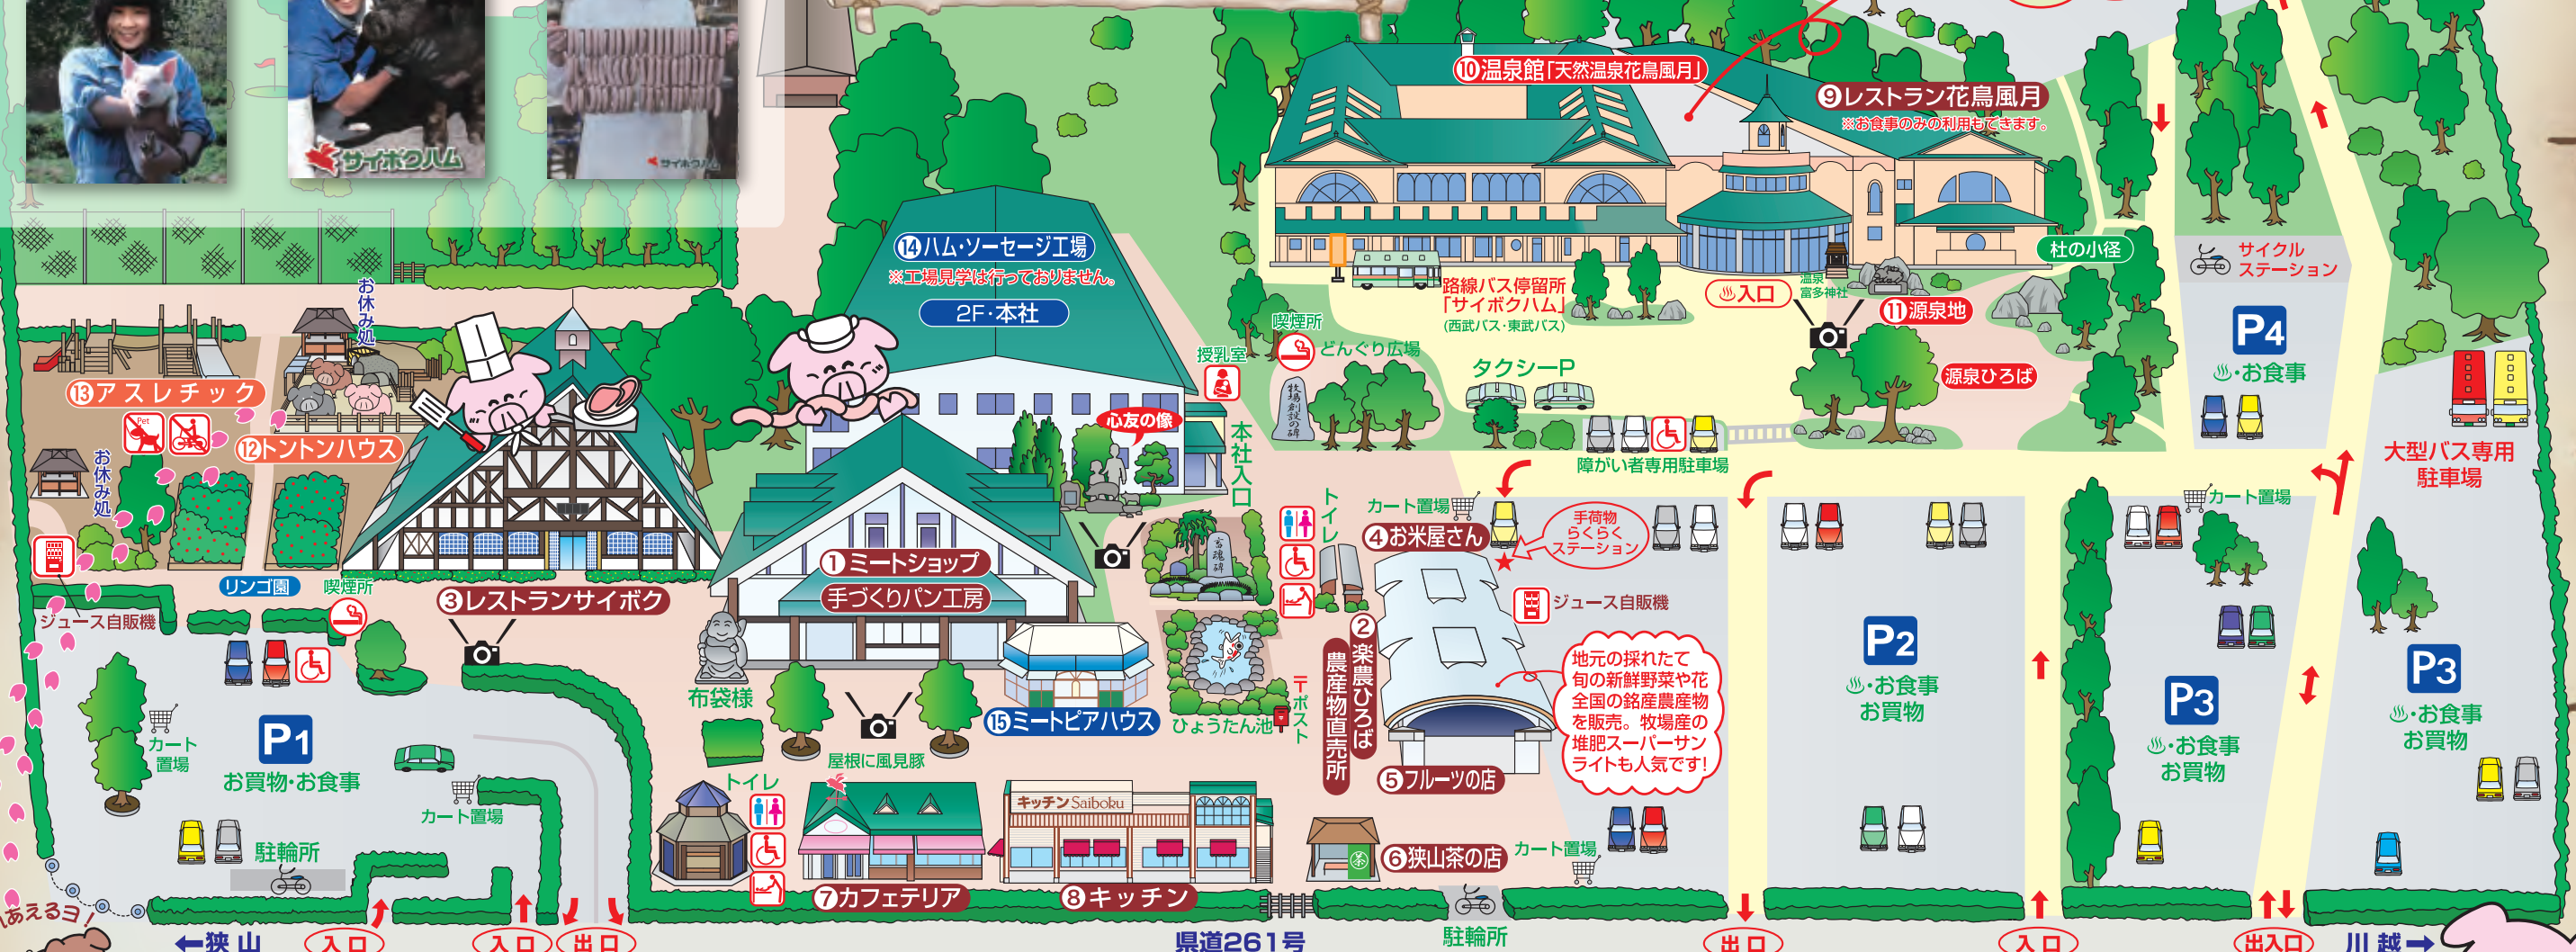 サイボクハム
サイボクハム
⑩温泉館「天然温泉花鳥風月」
⑨レストラン花鳥風月
※お食事のみの利用もできます。
⑭ハム・ソーセージ工場
※工場見学は行っておりません。
2F・本社
杜の小径
サイクル
ステーション
路線バス停留所
「サイボクハム」
(西武バス・東武バス)
入口
温泉
富多神社
⑪源泉地
源泉ひろば
P4
・お食事
大型バス専用
駐車場
お休み処
⑬アスレチック
Pet
⑫トントンハウス
お休み処
喫煙所
どんぐり広場
牧場創設の碑
タクシーP
障がい者専用駐車場
授乳室
本社入口
心友の像
トイレ
カート置場
④お米屋さん
手荷物
らくらく
ステーション
カート置場
リンゴ園
喫煙所
ジュース自販機
③レストランサイボク
①ミートショップ
手づくりパン工房
布袋様
⑮ミートピアハウス
ひょうたん池
〒ポスト
ジュース自販機
②楽農ひろば
農産物直売所
地元の採れたて
旬の新鮮野菜や花
全国の銘産農産物
を販売。牧場産の
堆肥スーパーサン
ライトも人気です!
⑤フルーツの店
P2
・お食事
お買物
P3
・お食事
お買物
P3
・お食事
お買物
P1
お買物・お食事
カート
置場
カート置場
駐輪所
屋根に風見豚
トイレ
キッチンSaiboku
⑦カフェテリア
⑧キッチン
茶
⑥狭山茶の店
カート置場
駐輪所
あえるヨ!
←狭山
入口
入口
出口
県道261号
出口
入口
出入口
川越→